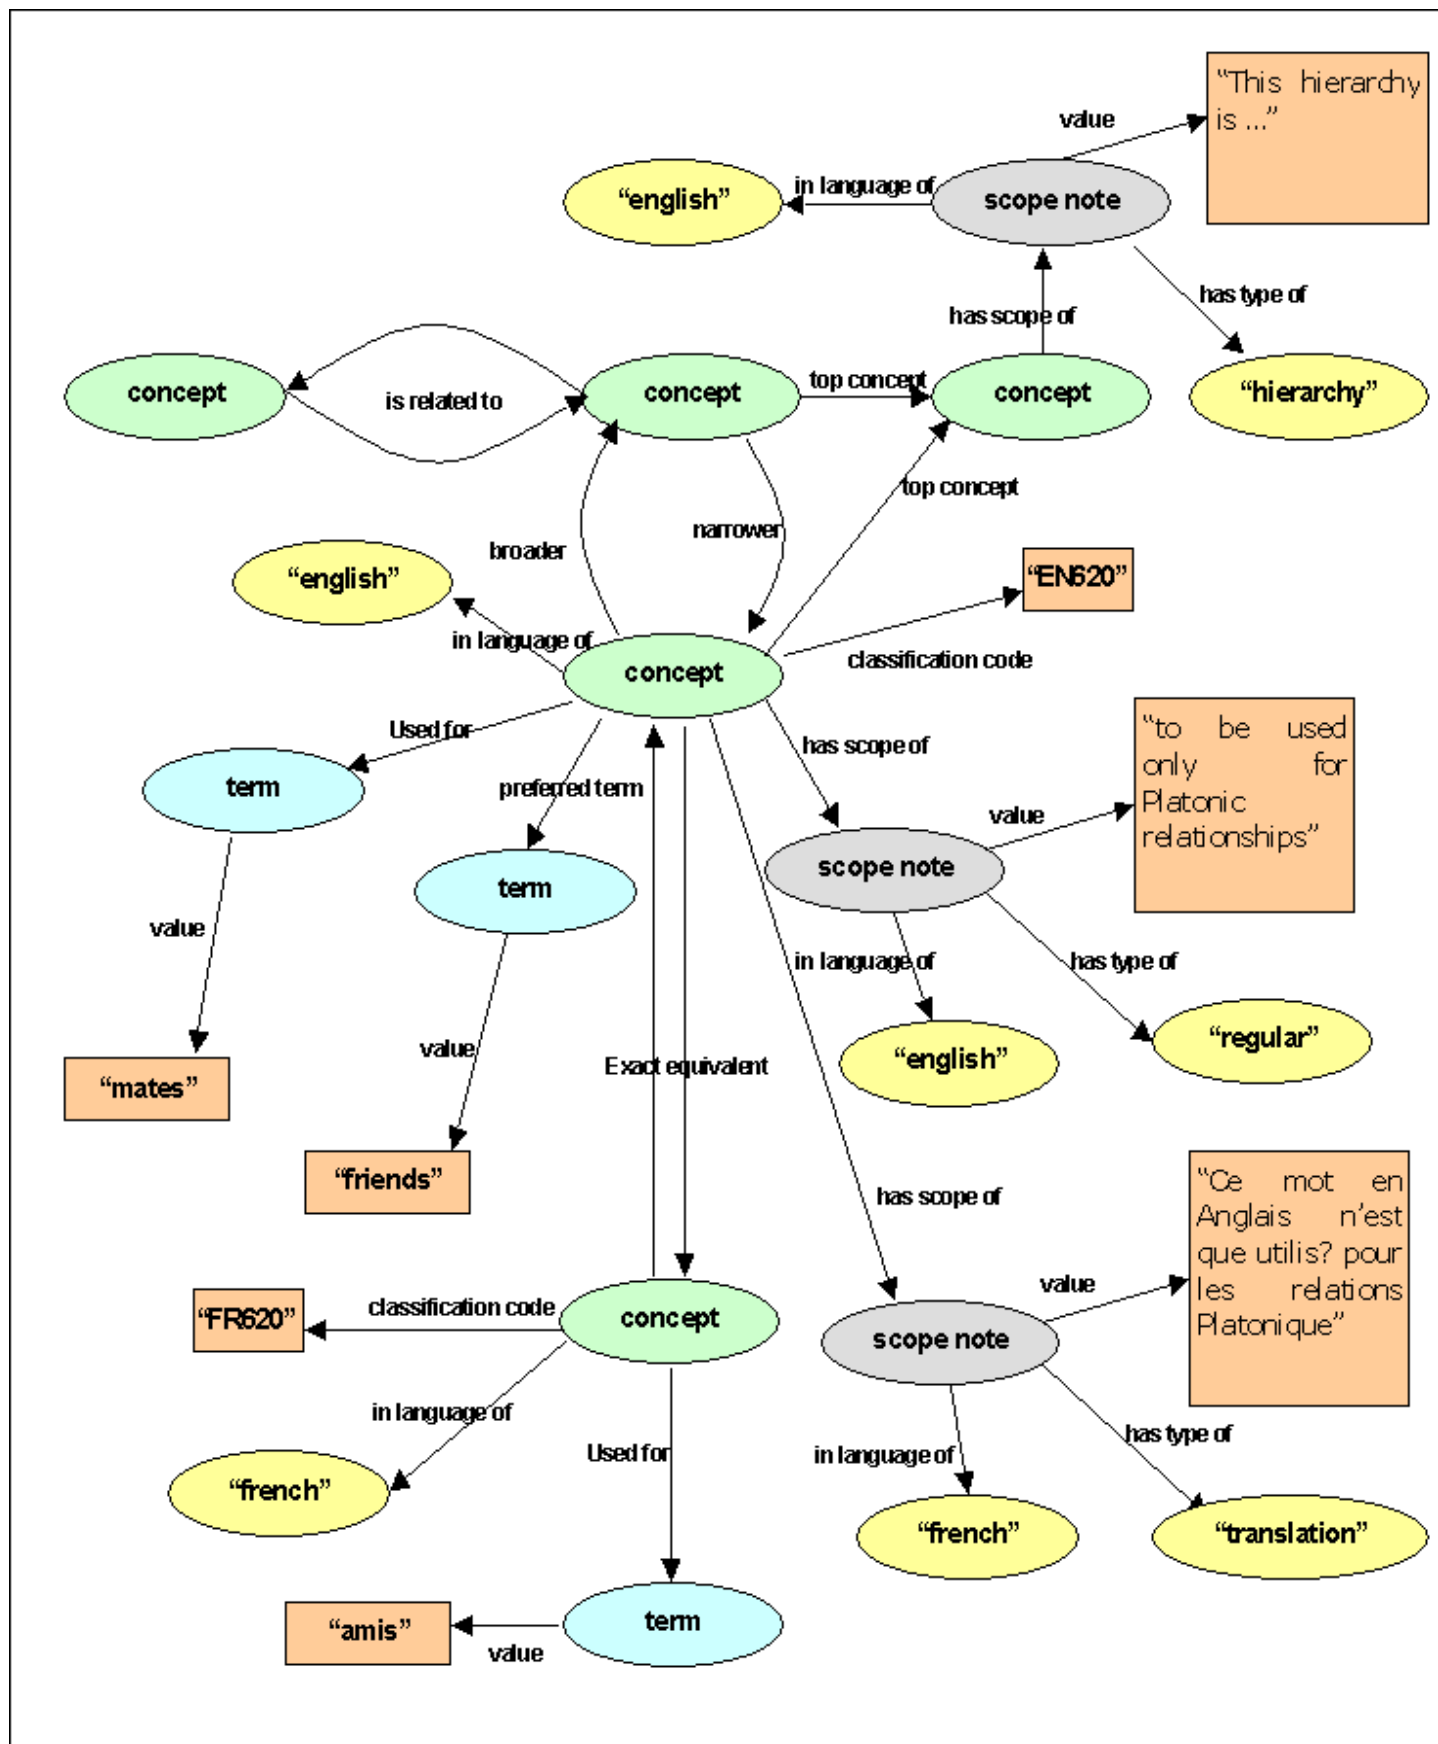 “This hierarchy
is ...”
value
in language of
“english”
scope note
has type of
has scope of
concept
is related to
concept
top concept
concept
“hierarchy”
top concept
narrower
broader
“english”
“EN620”
in language of
classification code
concept
Used for
has scope of
“to be used
only for
Platonic
relationships”
term
preferred term
value
scope note
term
value
in language of
has type of
“regular”
value
“english”
Exact equivalent
“mates”
“friends”
has scope of
“Ce mot en
Anglais n’est
que utilis? pour
les relations
Platonique”
value
“FR620”
classification code
concept
scope note
in language of
has type of
Used for
in language of
“french”
“french”
“translation”
“amis”
value
term